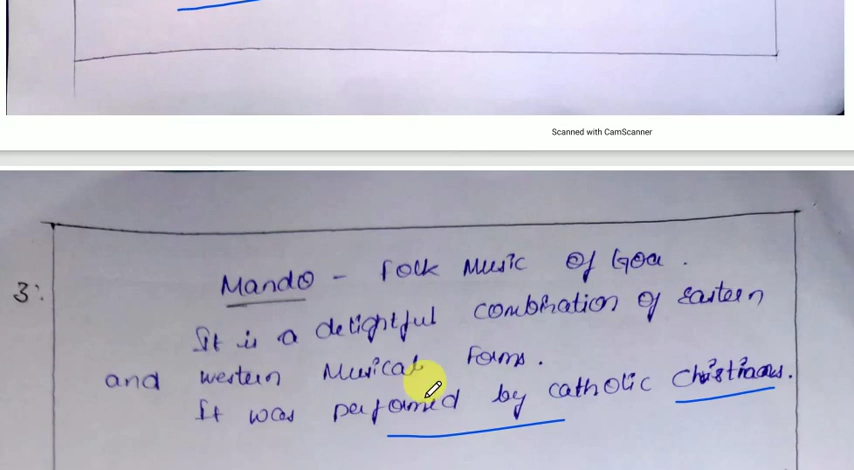 Scanned with CamScanner
3:
Mando - Folk Music of Goa.
It is a delightful combination of Eastern
and western Musical Forms.
It was performed by catholic Christians.